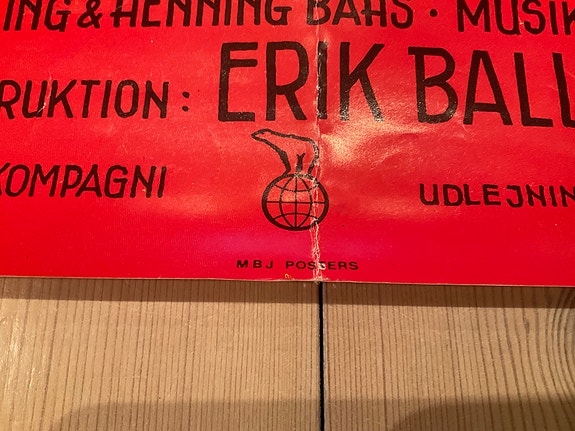 ING & HENNING BAHS · MUSIK
RUKTION: ERIK BALL
KOMPAGNI
UDLEJNIN
MBJ POSTERS